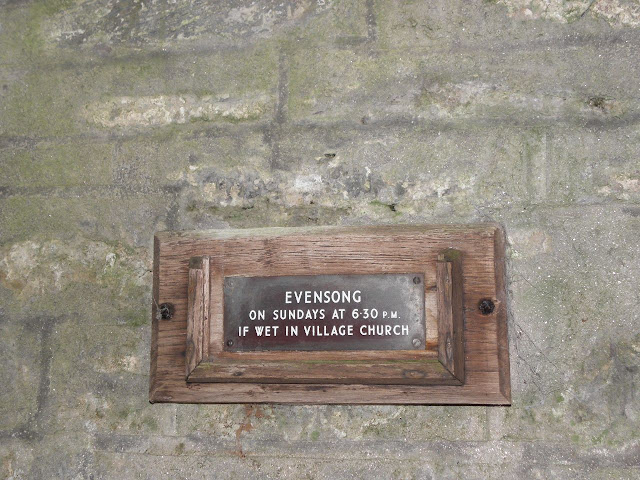 EVENSONG
ON SUNDAYS AT 6·30 P.M.
IF WET IN VILLAGE CHURCH